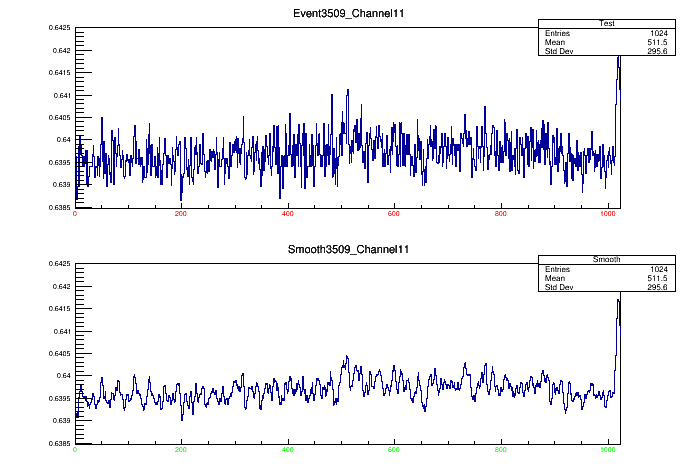 Event3509_Channel11
Test
Entries 1024
Mean 511.5
Std Dev 295.6
0.6425
0.642
0.6415
0.641
0.6405
0.64
0.6395
0.639
0.6385
0 200 400 600 800 1000
Smooth3509_Channel11
Smooth
Entries 1024
Mean 511.5
Std Dev 295.6
0.6425
0.642
0.6415
0.641
0.6405
0.64
0.6395
0.639
0.6385
0 200 400 600 800 1000